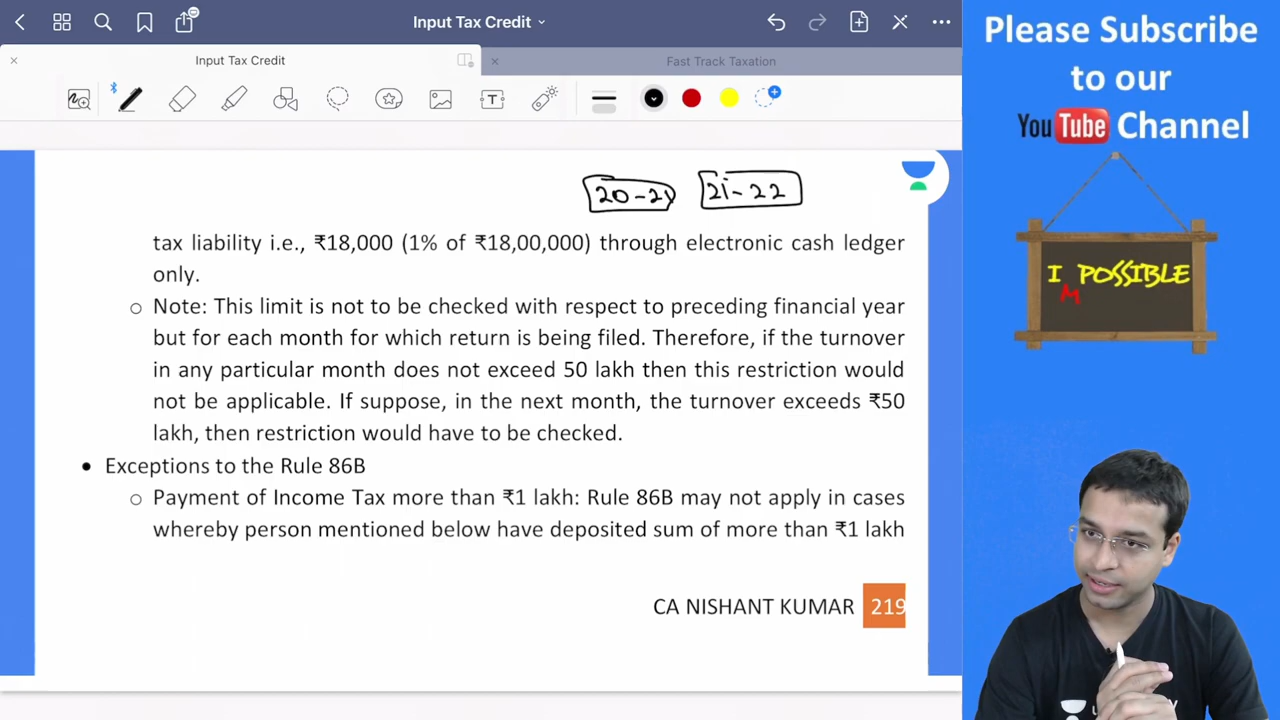 Input Tax Credit
Input Tax Credit
Fast Track Taxation
20-21 21-22
tax liability i.e., ₹18,000 (1% of ₹18,00,000) through electronic cash ledger
only.
○ Note: This limit is not to be checked with respect to preceding financial year
but for each month for which return is being filed. Therefore, if the turnover
in any particular month does not exceed 50 lakh then this restriction would
not be applicable. If suppose, in the next month, the turnover exceeds ₹50
lakh, then restriction would have to be checked.
• Exceptions to the Rule 86B
○ Payment of Income Tax more than ₹1 lakh: Rule 86B may not apply in cases
whereby person mentioned below have deposited sum of more than ₹1 lakh
CA NISHANT KUMAR 219
Please Subscribe
to our
YouTube Channel
I POSSIBLE
M